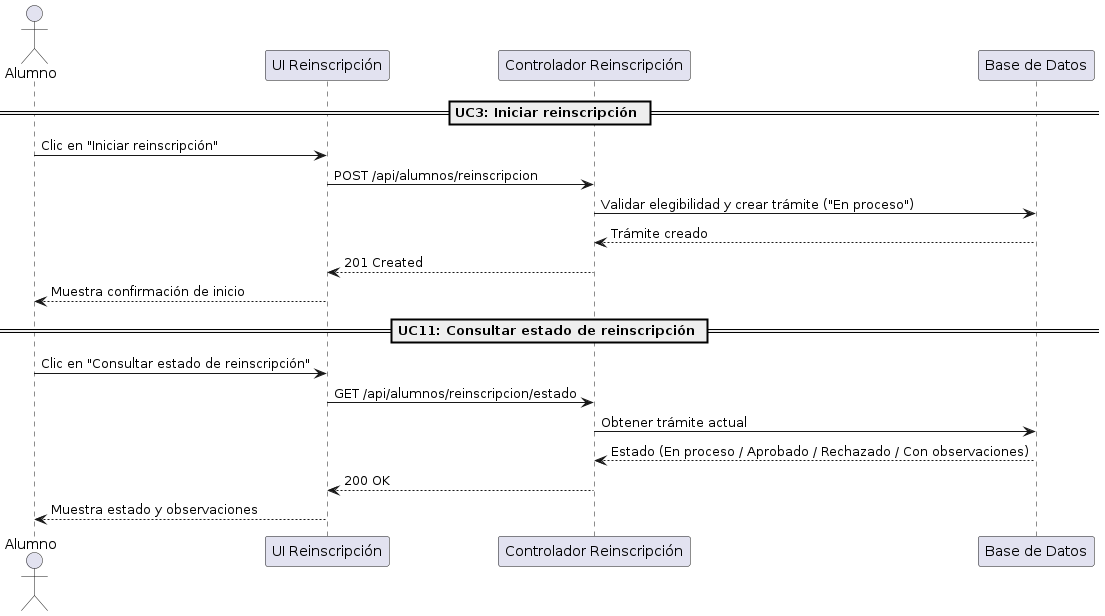 Alumno
UI Reinscripción
Controlador Reinscripción
Base de Datos
UC3: Iniciar reinscripción
Clic en "Iniciar reinscripción"
POST /api/alumnos/reinscripcion
Validar elegibilidad y crear trámite ("En proceso")
Trámite creado
201 Created
Muestra confirmación de inicio
UC11: Consultar estado de reinscripción
Clic en "Consultar estado de reinscripción"
GET /api/alumnos/reinscripcion/estado
Obtener trámite actual
Estado (En proceso / Aprobado / Rechazado / Con observaciones)
200 OK
Muestra estado y observaciones
Alumno
UI Reinscripción
Controlador Reinscripción
Base de Datos